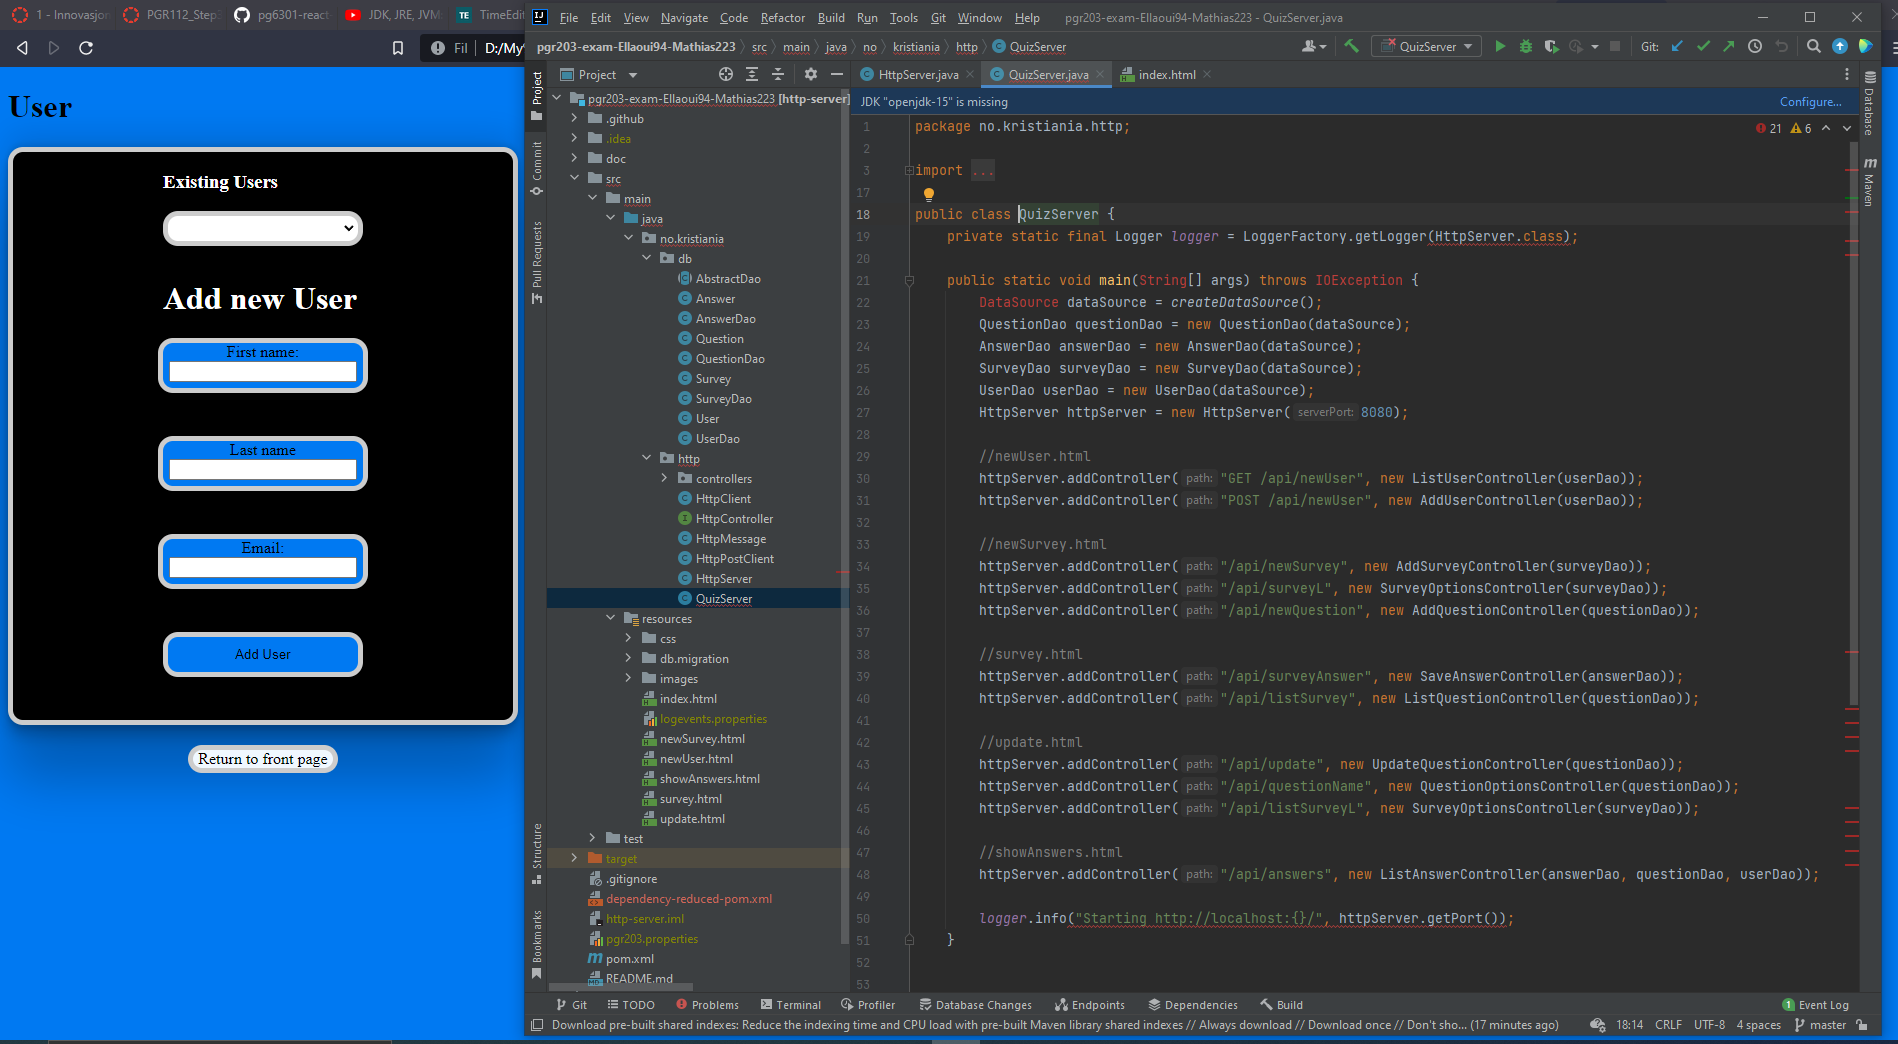 1 - Innovasjon
PGR112_Step
pg6301-react
JDK, JRE, JVM
TimeEdit
Fil
D:/My
User
Existing Users
Add new User
First name:
Last name
Email:
Add User
Return to front page
File Edit View Navigate Code Refactor Build Run Tools Git Window Help
pgr203-exam-Ellaoui94-Mathias223 - QuizServer.java
pgr203-exam-Ellaoui94-Mathias223 src main java no kristiania http QuizServer
QuizServer
Git:
Project
HttpServer.java
QuizServer.java
index.html
JDK "openjdk-15" is missing
Configure...
Project
Commit
Pull Requests
Structure
Bookmarks
pgr203-exam-Ellaoui94-Mathias223 [http-server]
.github
.idea
doc
src
main
java
no.kristiania
db
AbstractDao
Answer
AnswerDao
Question
QuestionDao
Survey
SurveyDao
User
UserDao
http
controllers
HttpClient
HttpController
HttpMessage
HttpPostClient
HttpServer
QuizServer
resources
css
db.migration
images
index.html
logevents.properties
newSurvey.html
newUser.html
showAnswers.html
survey.html
update.html
test
target
.gitignore
dependency-reduced-pom.xml
http-server.iml
pgr203.properties
pom.xml
README.md
21 6
1 package no.kristiania.http;
2
3 import ...
17
18 public class QuizServer {
19 private static final Logger logger = LoggerFactory.getLogger(HttpServer.class);
20
21 public static void main(String[] args) throws IOException {
22 DataSource dataSource = createDataSource();
23 QuestionDao questionDao = new QuestionDao(dataSource);
24 AnswerDao answerDao = new AnswerDao(dataSource);
25 SurveyDao surveyDao = new SurveyDao(dataSource);
26 UserDao userDao = new UserDao(dataSource);
27 HttpServer httpServer = new HttpServer( serverPort: 8080);
28
29 //newUser.html
30 httpServer.addController( path: "GET /api/newUser", new ListUserController(userDao));
31 httpServer.addController( path: "POST /api/newUser", new AddUserController(userDao));
32
33 //newSurvey.html
34 httpServer.addController( path: "/api/newSurvey", new AddSurveyController(surveyDao));
35 httpServer.addController( path: "/api/surveyL", new SurveyOptionsController(surveyDao));
36 httpServer.addController( path: "/api/newQuestion", new AddQuestionController(questionDao));
37
38 //survey.html
39 httpServer.addController( path: "/api/surveyAnswer", new SaveAnswerController(answerDao));
40 httpServer.addController( path: "/api/listSurvey", new ListQuestionController(questionDao));
41
42 //update.html
43 httpServer.addController( path: "/api/update", new UpdateQuestionController(questionDao));
44 httpServer.addController( path: "/api/questionName", new QuestionOptionsController(questionDao));
45 httpServer.addController( path: "/api/listSurveyL", new SurveyOptionsController(surveyDao));
46
47 //showAnswers.html
48 httpServer.addController( path: "/api/answers", new ListAnswerController(answerDao, questionDao, userDao));
49
50 logger.info("Starting http://localhost:{}/", httpServer.getPort());
51 }
52
53
Database
Maven
Git TODO Problems Terminal Profiler Database Changes Endpoints Dependencies Build
1 Event Log
Download pre-built shared indexes: Reduce the indexing time and CPU load with pre-built Maven library shared indexes // Always download // Download once // Don't sho... (17 minutes ago)
18:14 CRLF UTF-8 4 spaces master